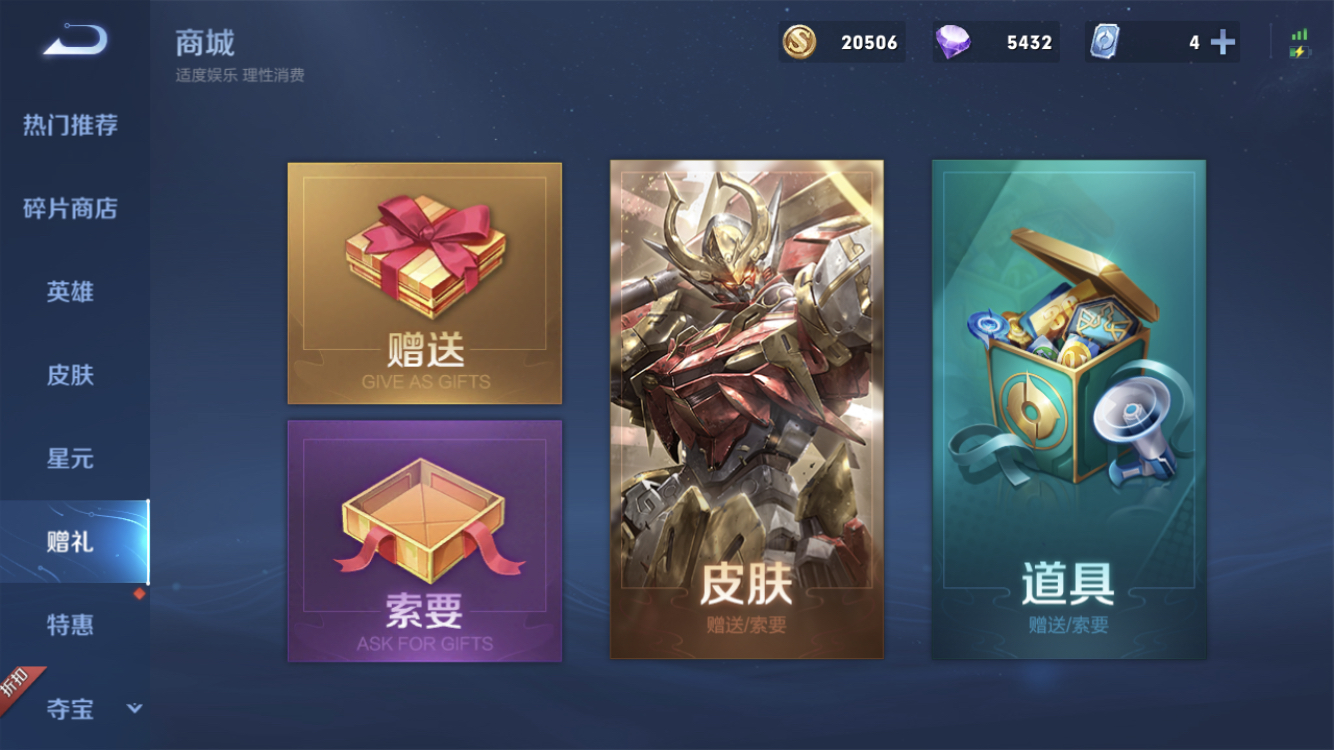 商城
适度娱乐 理性消费
20506
5432
4
热门推荐
碎片商店
英雄
皮肤
星元
赠礼
特惠
折扣
夺宝
赠送
GIVE AS GIFTS
索要
ASK FOR GIFTS
皮肤
赠送/索要
道具
赠送/索要